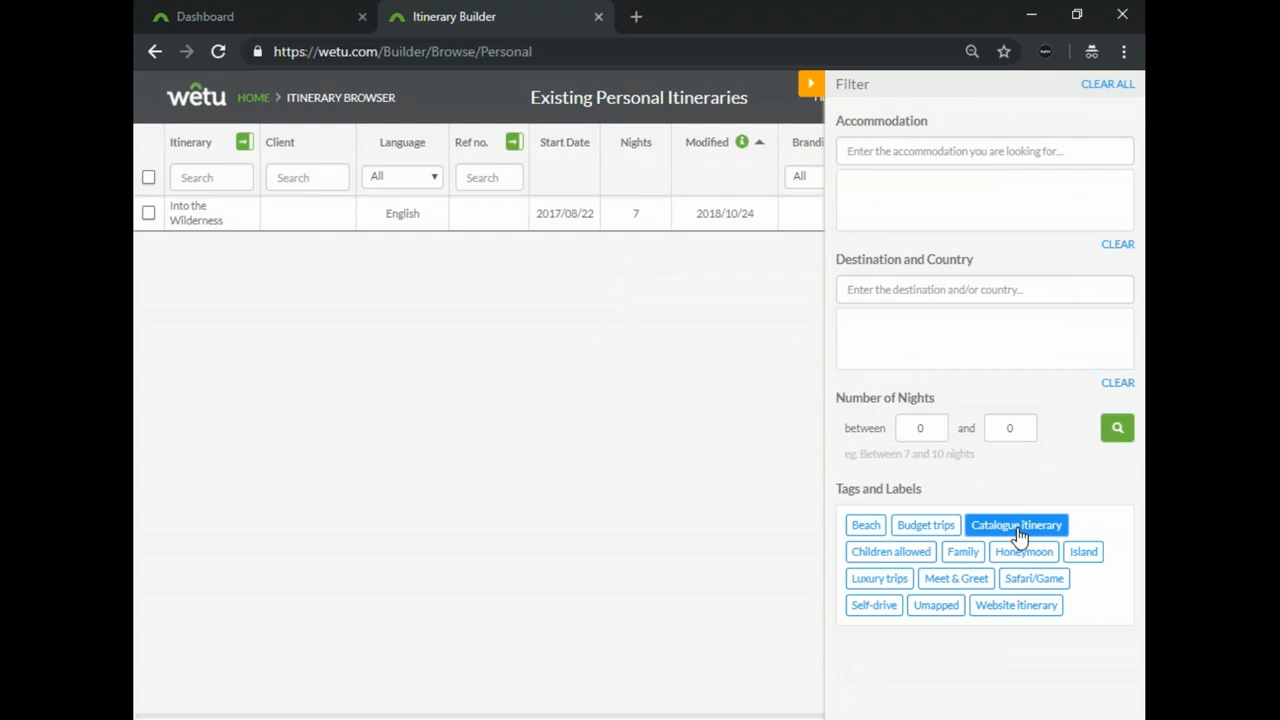 Dashboard
Itinerary Builder
https://wetu.com/Builder/Browse/Personal
wetu HOME > ITINERARY BROWSER
Existing Personal Itineraries
Filter
CLEAR ALL
Itinerary
Client
Language
Ref no.
Start Date
Nights
Modified
Search
Search
All
Search
All
Into the
Wilderness
English
2017/08/22
7
2018/10/24
Accommodation
Enter the accommodation you are looking for...
CLEAR
Destination and Country
Enter the destination and/or country...
CLEAR
Number of Nights
between 0 and 0
eg. Between 7 and 10 nights
Tags and Labels
Beach Budget trips Catalogue itinerary
Children allowed Family Honeymoon Island
Luxury trips Meet & Greet Safari/Game
Self-drive Umapped Website itinerary